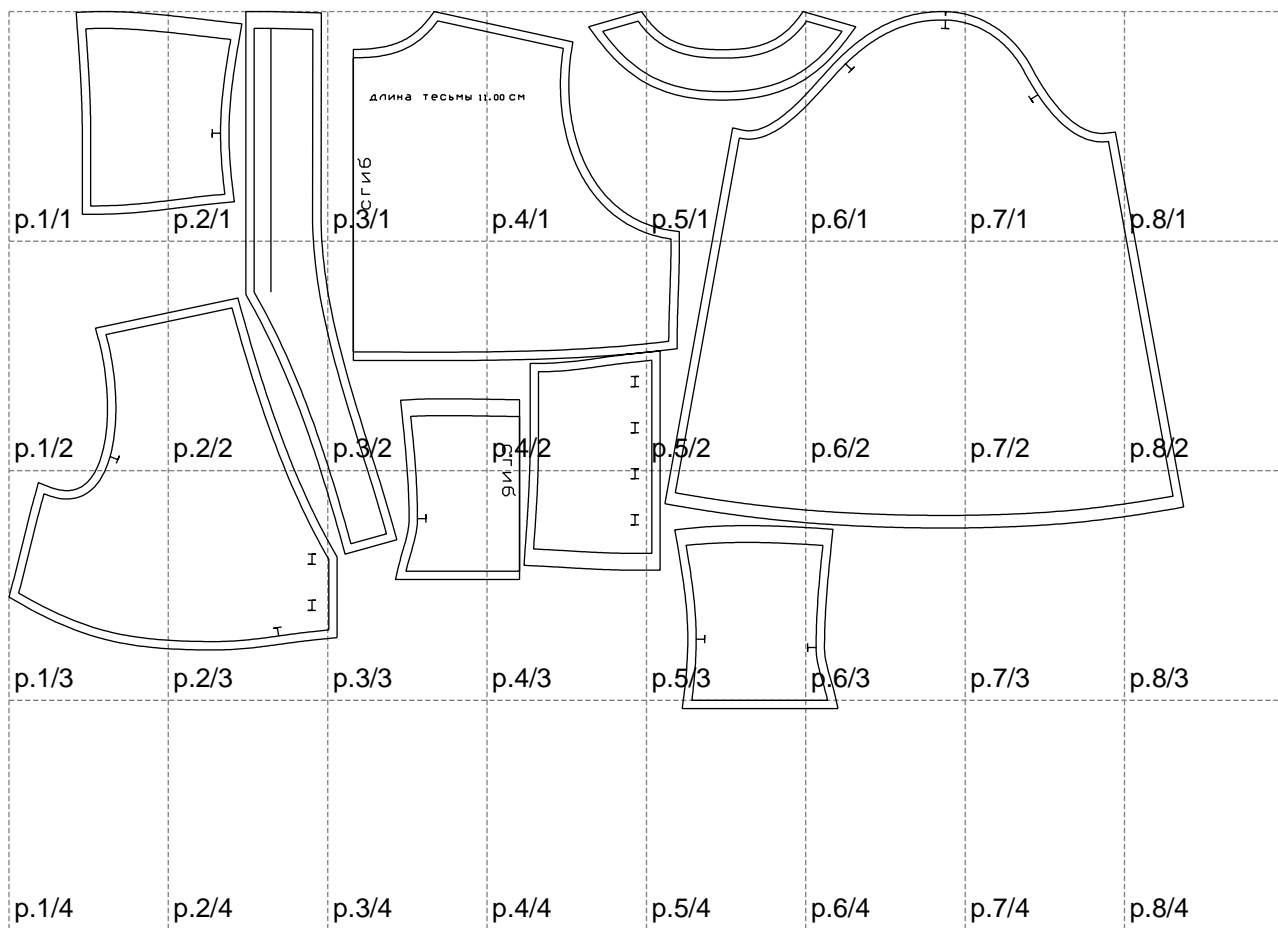 длина тесьмы 11.00 см
сгиб
p.1/1 p.2/1 p.3/1 p.4/1 p.5/1 p.6/1 p.7/1 p.8/1
p.1/2 p.2/2 p.3/2 p.4/2 p.5/2 p.6/2 p.7/2 p.8/2
сгиб
p.1/3 p.2/3 p.3/3 p.4/3 p.5/3 p.6/3 p.7/3 p.8/3
p.1/4 p.2/4 p.3/4 p.4/4 p.5/4 p.6/4 p.7/4 p.8/4